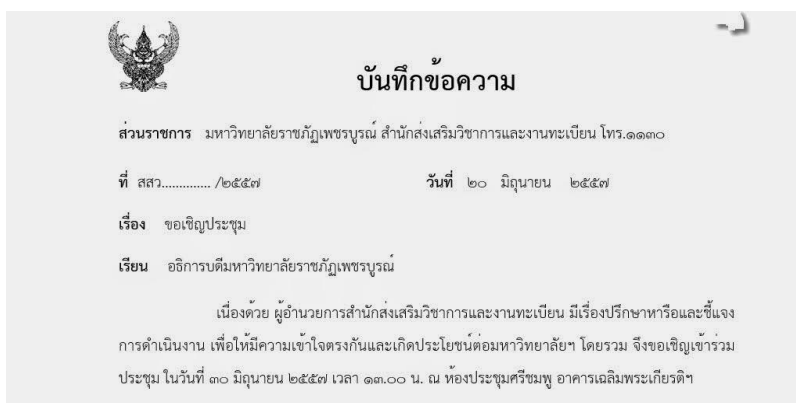 บันทึกข้อความ
ส่วนราชการ มหาวิทยาลัยราชภัฏเพชรบูรณ์ สำนักส่งเสริมวิชาการและงานทะเบียน โทร.๑๑๓๐
ที่ สสว............. /๒๕๕๗ วันที่ ๒๐ มิถุนายน ๒๕๕๗
เรื่อง ขอเชิญประชุม
เรียน อธิการบดีมหาวิทยาลัยราชภัฏเพชรบูรณ์
เนื่องด้วย ผู้อำนวยการสำนักส่งเสริมวิชาการและงานทะเบียน มีเรื่องปรึกษาหารือและชี้แจง
การดำเนินงาน เพื่อให้มีความเข้าใจตรงกันและเกิดประโยชน์ต่อมหาวิทยาลัยฯ โดยรวม จึงขอเชิญเข้าร่วม
ประชุม ในวันที่ ๓๐ มิถุนายน ๒๕๕๗ เวลา ๑๓.๐๐ น. ณ ห้องประชุมศรีชมพู อาคารเฉลิมพระเกียรติฯ